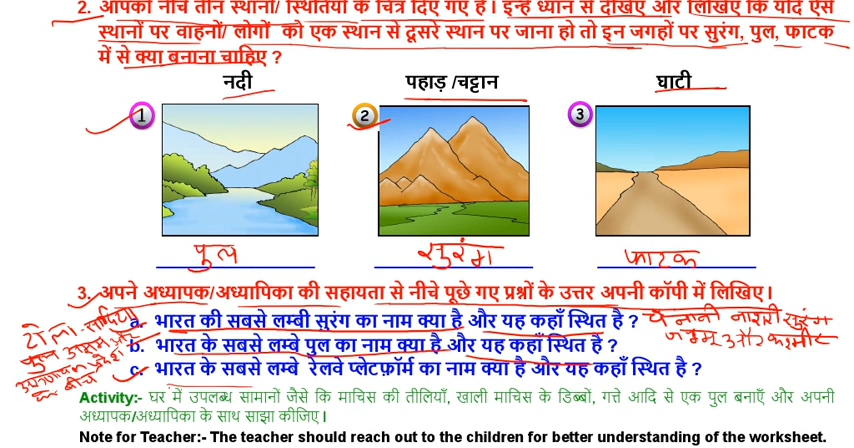 2. आपको नीचे तीन स्थानों/ स्थितियों के चित्र दिए गए हैं। इन्हें ध्यान से देखिए और लिखिए कि यदि ऐसे
स्थानों पर वाहनों/ लोगों को एक स्थान से दूसरे स्थान पर जाना हो तो इन जगहों पर सुरंग, पुल, फाटक
में से क्या बनाना चाहिए ?
नदी पहाड़ /चट्टान घाटी
1 2 3
पुल सुरंग फाटक
3. अपने अध्यापक/अध्यापिका की सहायता से नीचे पूछे गए प्रश्नों के उत्तर अपनी कॉपी में लिखिए।
a. भारत की सबसे लम्बी सुरंग का नाम क्या है और यह कहाँ स्थित है ?
चनानी नाशरी सुरंग
जम्मू और कश्मीर
b. भारत के सबसे लम्बे पुल का नाम क्या है और यह कहाँ स्थित है ?
ढोला-सादिया
पुल असम और
के बीच
c. भारत के सबसे लम्बे रेलवे प्लेटफ़ॉर्म का नाम क्या है और यह कहाँ स्थित है ?
Activity:- घर में उपलब्ध सामानों जैसे कि माचिस की तीलियाँ, खाली माचिस के डिब्बों, गत्ते आदि से एक पुल बनाएँ और अपनी
अध्यापक/अध्यापिका के साथ साझा कीजिए।
Note for Teacher:- The teacher should reach out to the children for better understanding of the worksheet.